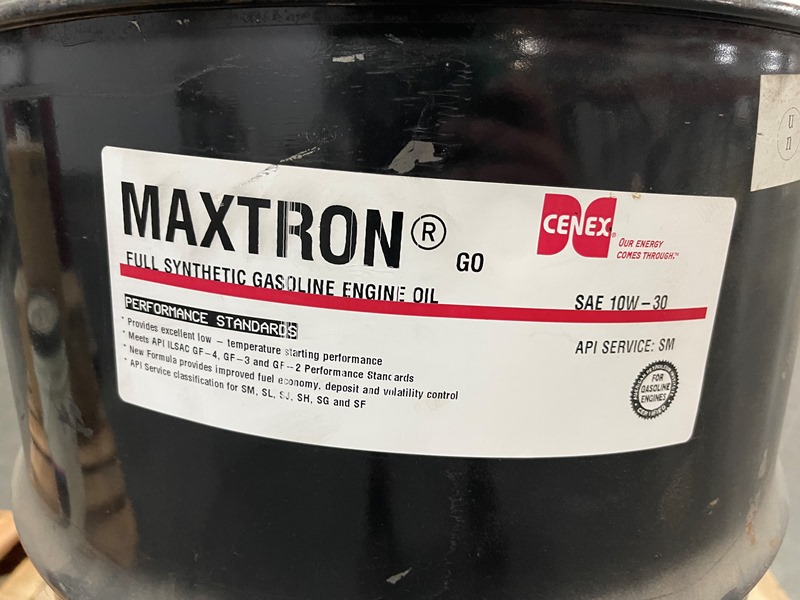 MAXTRON® GO
FULL SYNTHETIC GASOLINE ENGINE OIL
CENEX®
OUR ENERGY
COMES THROUGH.™
SAE 10W-30
PERFORMANCE STANDARDS
* Provides excellent low - temperature starting performance
* Meets API ILSAC GF-4, GF-3 and GF-2 Performance Standards
* New Formula provides improved fuel economy, deposit and volatility control
* API Service classification for SM, SL, SJ, SH, SG and SF
API SERVICE: SM
FOR
GASOLINE
ENGINES
CERTIFIED
u
n